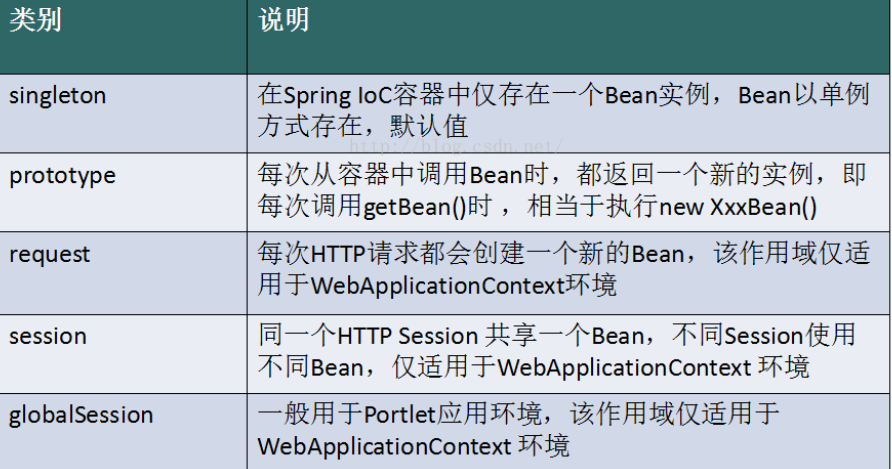 类别 说明
singleton 在Spring IoC容器中仅存在一个Bean实例，Bean以单例
方式存在，默认值
http://blog.csdn.net/
prototype 每次从容器中调用Bean时，都返回一个新的实例，即
每次调用getBean()时 ，相当于执行new XxxBean()
request 每次HTTP请求都会创建一个新的Bean，该作用域仅适
用于WebApplicationContext环境
session 同一个HTTP Session 共享一个Bean，不同Session使用
不同Bean，仅适用于WebApplicationContext 环境
globalSession 一般用于Portlet应用环境，该作用域仅适用于
WebApplicationContext 环境